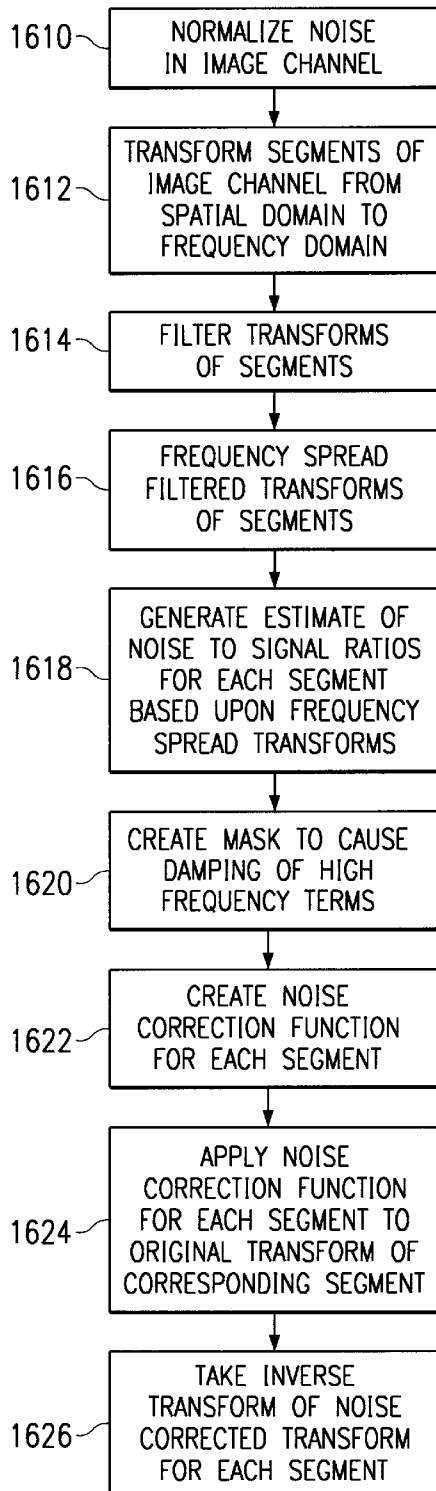 1610
NORMALIZE NOISE
IN IMAGE CHANNEL
1612
TRANSFORM SEGMENTS OF
IMAGE CHANNEL FROM
SPATIAL DOMAIN TO
FREQUENCY DOMAIN
1614
FILTER TRANSFORMS
OF SEGMENTS
1616
FREQUENCY SPREAD
FILTERED TRANSFORMS
OF SEGMENTS
1618
GENERATE ESTIMATE OF
NOISE TO SIGNAL RATIOS
FOR EACH SEGMENT
BASED UPON FREQUENCY
SPREAD TRANSFORMS
1620
CREATE MASK TO CAUSE
DAMPING OF HIGH
FREQUENCY TERMS
1622
CREATE NOISE
CORRECTION FUNCTION
FOR EACH SEGMENT
1624
APPLY NOISE
CORRECTION FUNCTION
FOR EACH SEGMENT TO
ORIGINAL TRANSFORM OF
CORRESPONDING SEGMENT
1626
TAKE INVERSE
TRANSFORM OF NOISE
CORRECTED TRANSFORM
FOR EACH SEGMENT